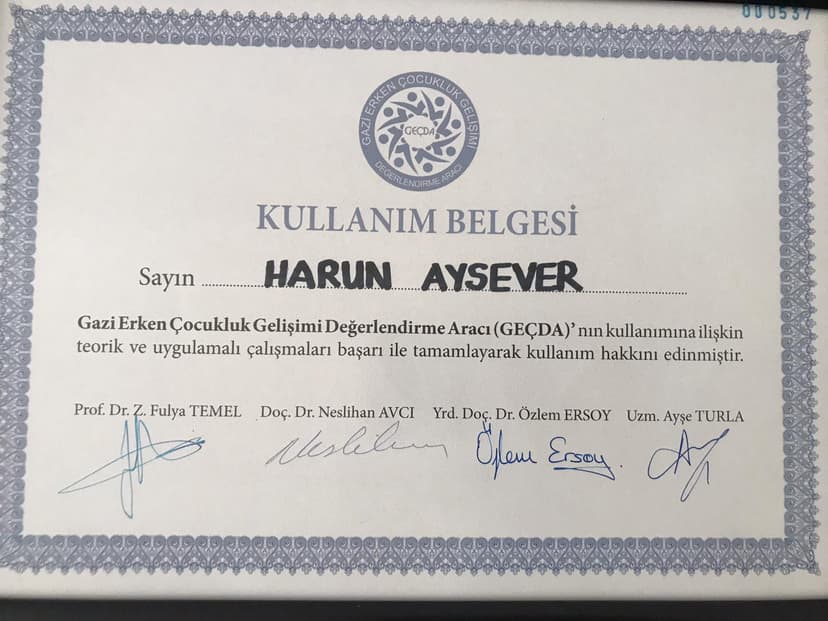 000537
GAZİ ERKEN ÇOCUKLUK GELİŞİMİ
GEÇDA
DEĞERLENDİRME ARACI
KULLANIM BELGESİ
Sayın HARUN AYSEVER
Gazi Erken Çocukluk Gelişimi Değerlendirme Aracı (GEÇDA)' nın kullanımına ilişkin
teorik ve uygulamalı çalışmaları başarı ile tamamlayarak kullanım hakkını edinmiştir.
Prof. Dr. Z. Fulya TEMEL Doç. Dr. Neslihan AVCI Yrd. Doç. Dr. Özlem ERSOY Uzm. Ayşe TURLA
Neslihan Özlem Ersoy.